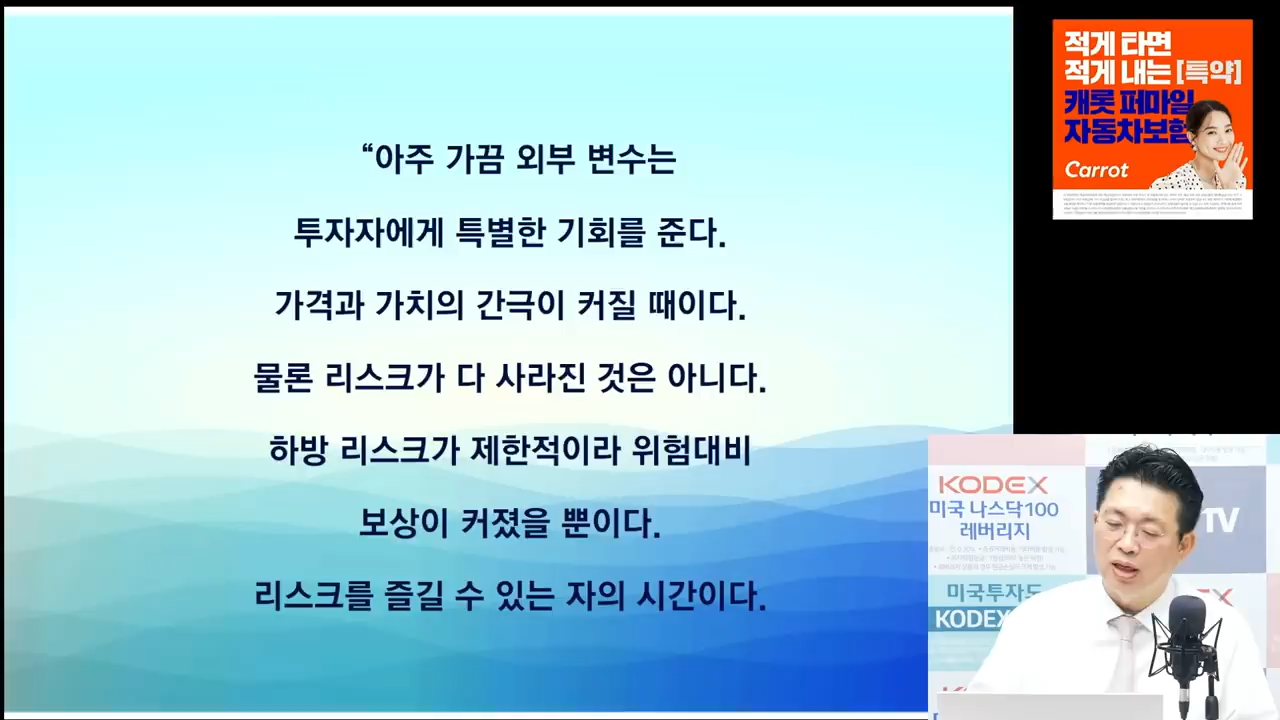 “아주 가끔 외부 변수는
투자자에게 특별한 기회를 준다.
가격과 가치의 간극이 커질 때이다.
물론 리스크가 다 사라진 것은 아니다.
하방 리스크가 제한적이라 위험대비
보상이 커졌을 뿐이다.
리스크를 즐길 수 있는 자의 시간이다.
적게 타면
적게 내는 [특약]
캐롯 퍼마일
자동차보험
Carrot
KODEX
미국 나스닥100
레버리지
TV
미국투자도
KODEX